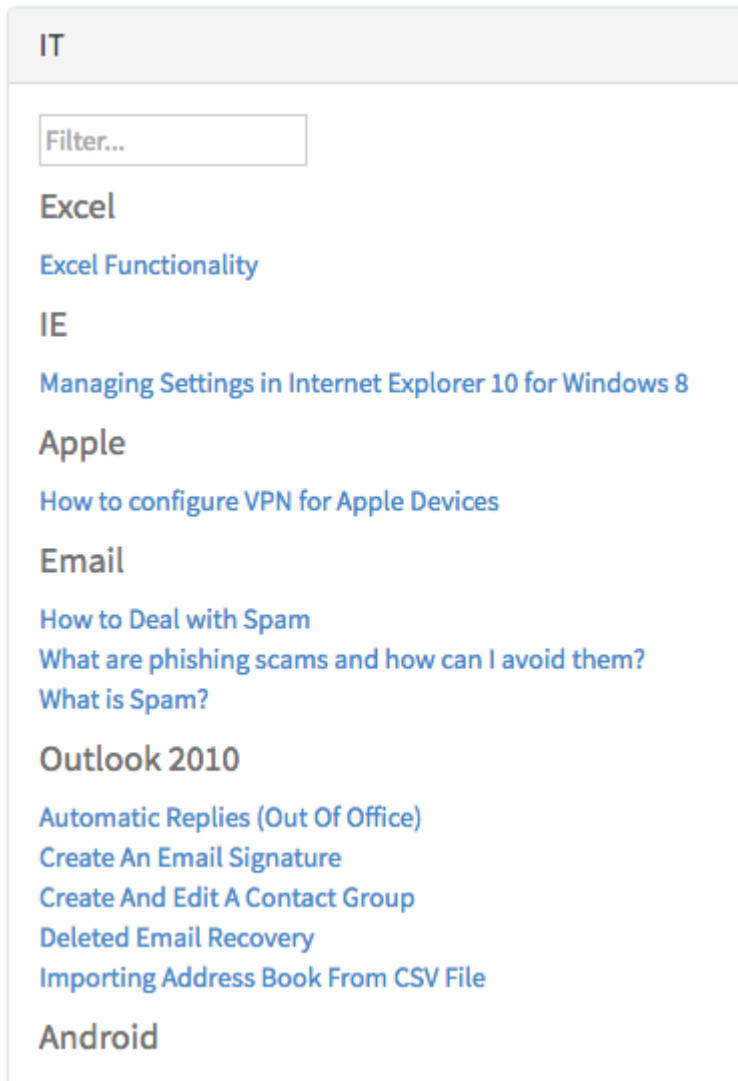 IT
Filter...
Excel
Excel Functionality
IE
Managing Settings in Internet Explorer 10 for Windows 8
Apple
How to configure VPN for Apple Devices
Email
How to Deal with Spam
What are phishing scams and how can I avoid them?
What is Spam?
Outlook 2010
Automatic Replies (Out Of Office)
Create An Email Signature
Create And Edit A Contact Group
Deleted Email Recovery
Importing Address Book From CSV File
Android